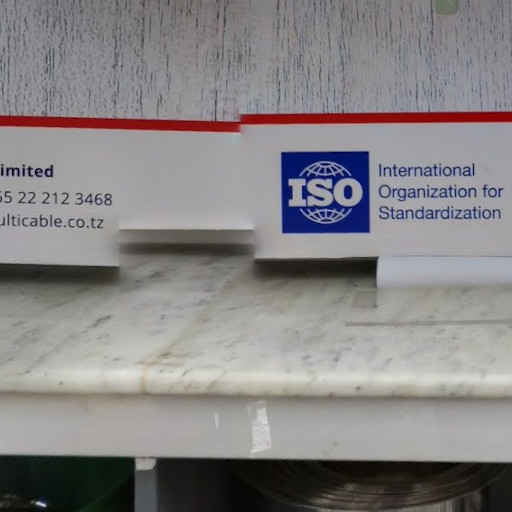 imited
55 22 212 3468
ulticable.co.tz
ISO
International
Organization for
Standardization